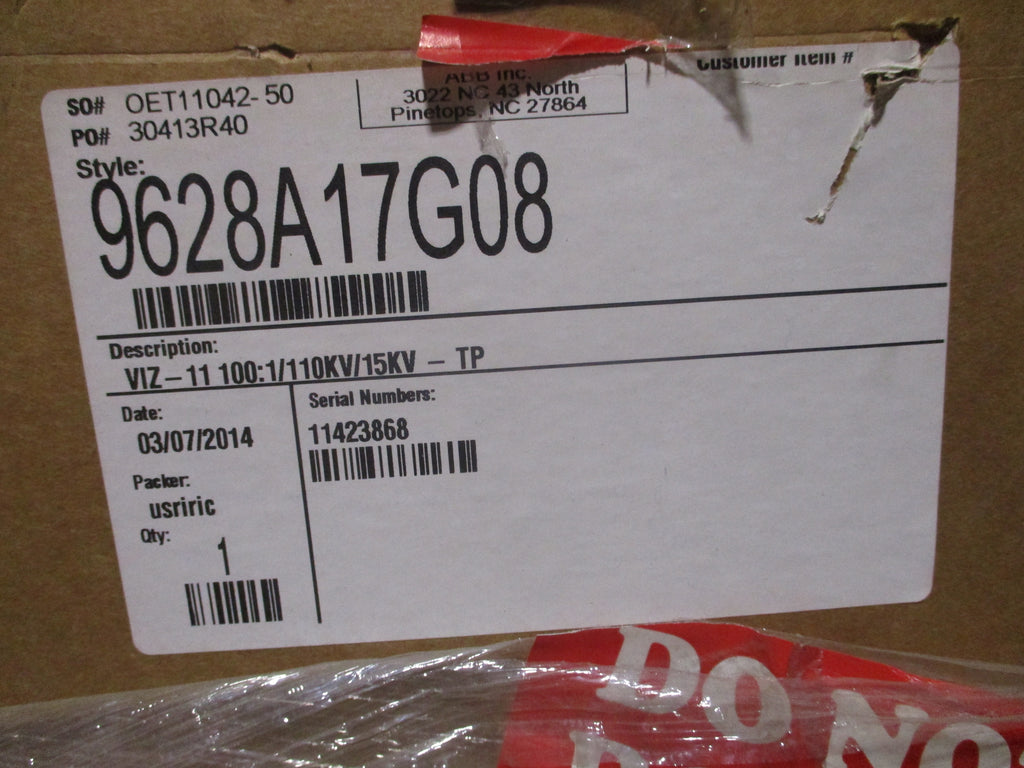 Customer Item #
SO# OET11042-50
ABB Inc.
3022 NC 43 North
Pinetops, NC 27864
PO# 30413R40
Style:
9628A17G08
Description:
VIZ-11 100:1/110KV/15KV - TP
Date:
03/07/2014
Serial Numbers:
11423868
Packer:
usriric
Qty:
1
DO NO